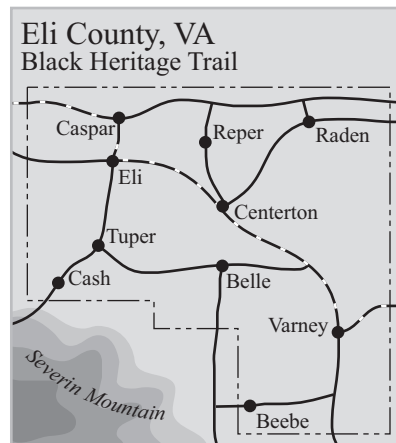 Eli County, VA
Black Heritage Trail
Caspar
Reper
Raden
Eli
Centerton
Tuper
Cash
Belle
Varney
Severin Mountain
Beebe